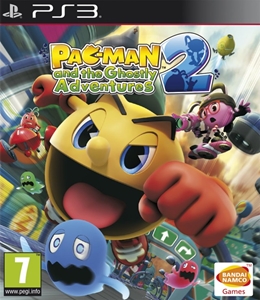 PS3
PAC-MAN
and the Ghostly
Adventures 2
7
www.pegi.info
BANDAI
NAMCO
Games